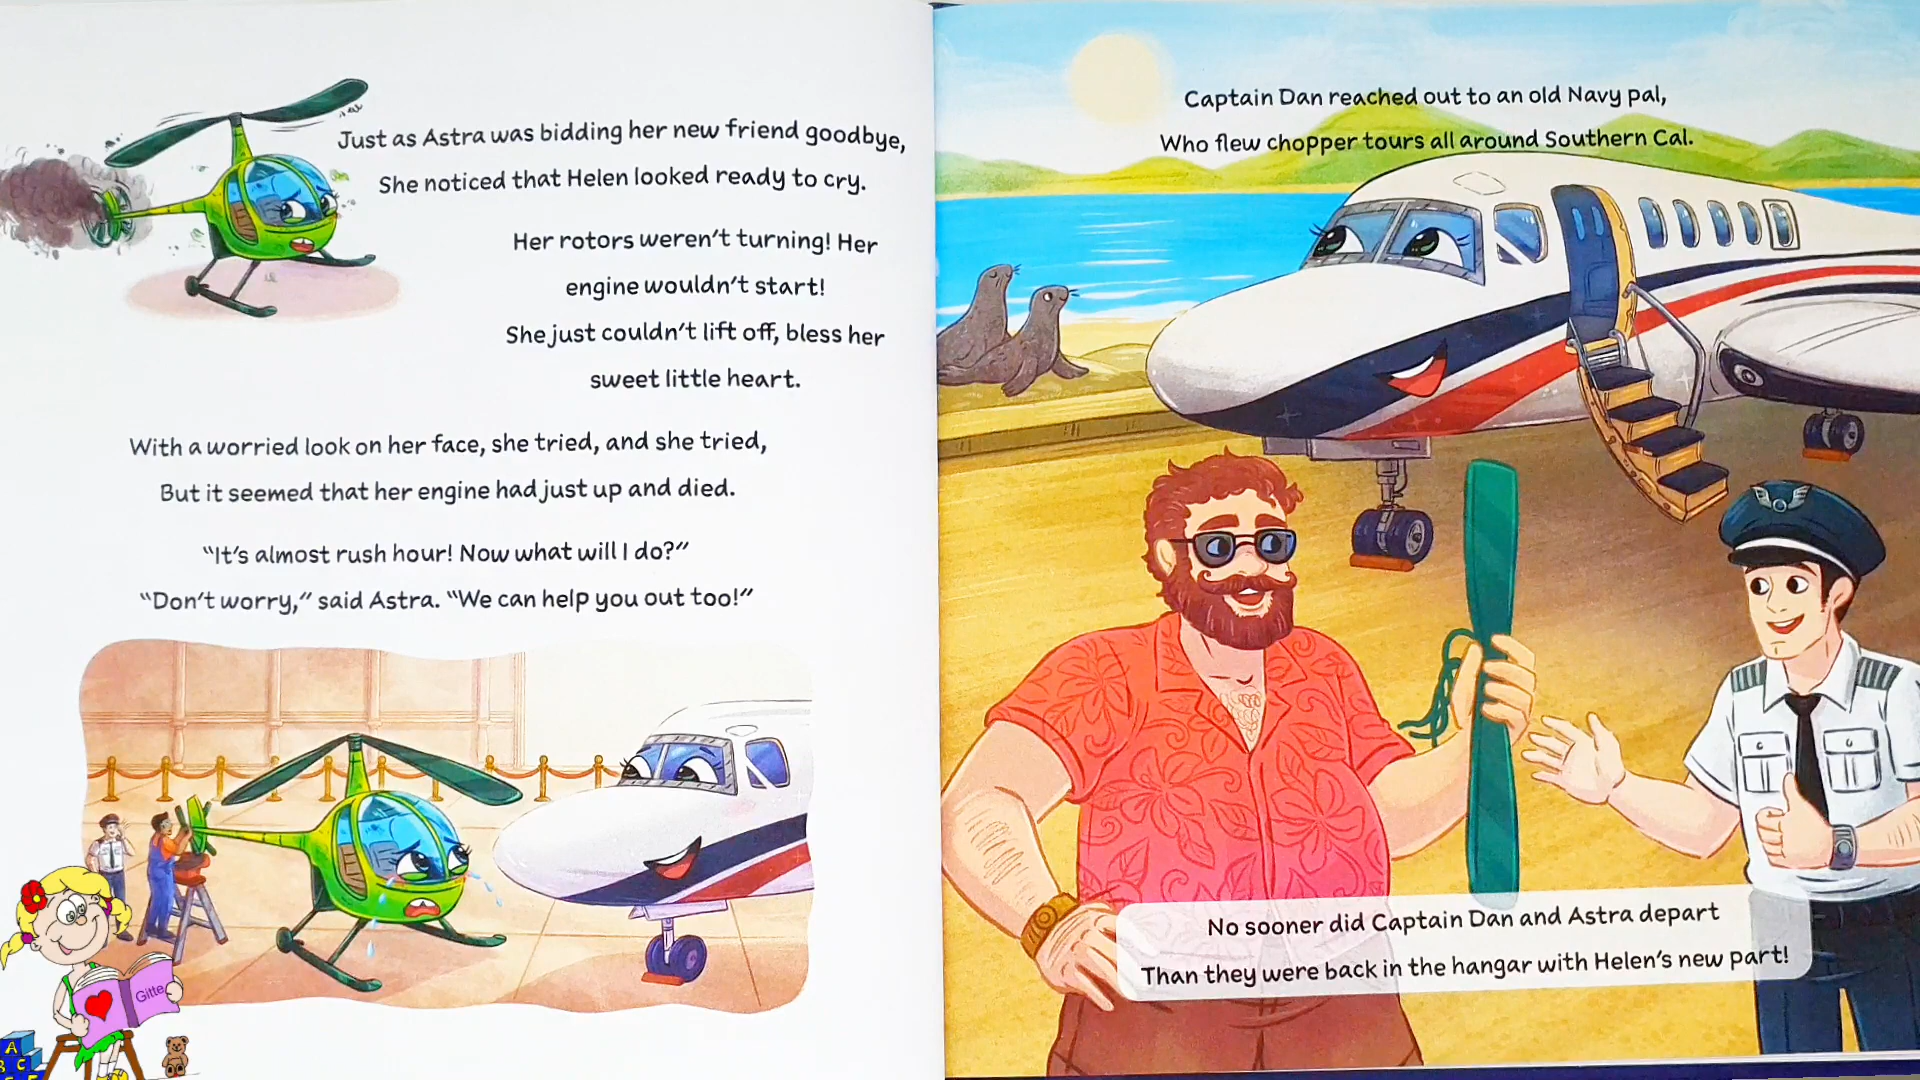 Just as Astra was bidding her new friend goodbye,
She noticed that Helen looked ready to cry.
Her rotors weren't turning! Her
engine wouldn't start!
She just couldn't lift off, bless her
sweet little heart.
With a worried look on her face, she tried, and she tried,
But it seemed that her engine had just up and died.
“It's almost rush hour! Now what will I do?”
“Don't worry,” said Astra. “We can help you out too!”
Gitte
A
B C
Captain Dan reached out to an old Navy pal,
Who flew chopper tours all around Southern Cal.
No sooner did Captain Dan and Astra depart
Than they were back in the hangar with Helen's new part!